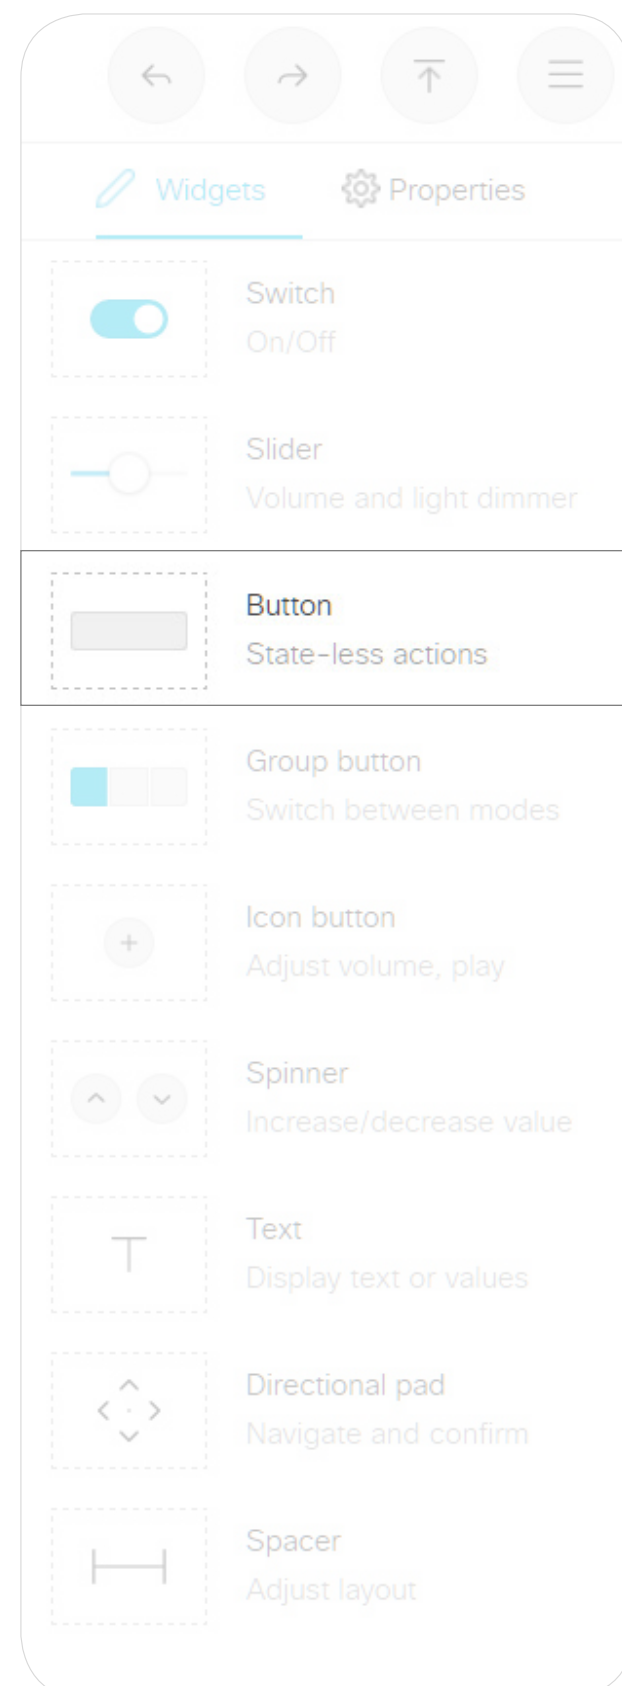 Widgets Properties
Switch
On/Off
Slider
Volume and light dimmer
Button
State-less actions
Group button
Switch between modes
Icon button
Adjust volume, play
Spinner
Increase/decrease value
Text
Display text or values
Directional pad
Navigate and confirm
Spacer
Adjust layout